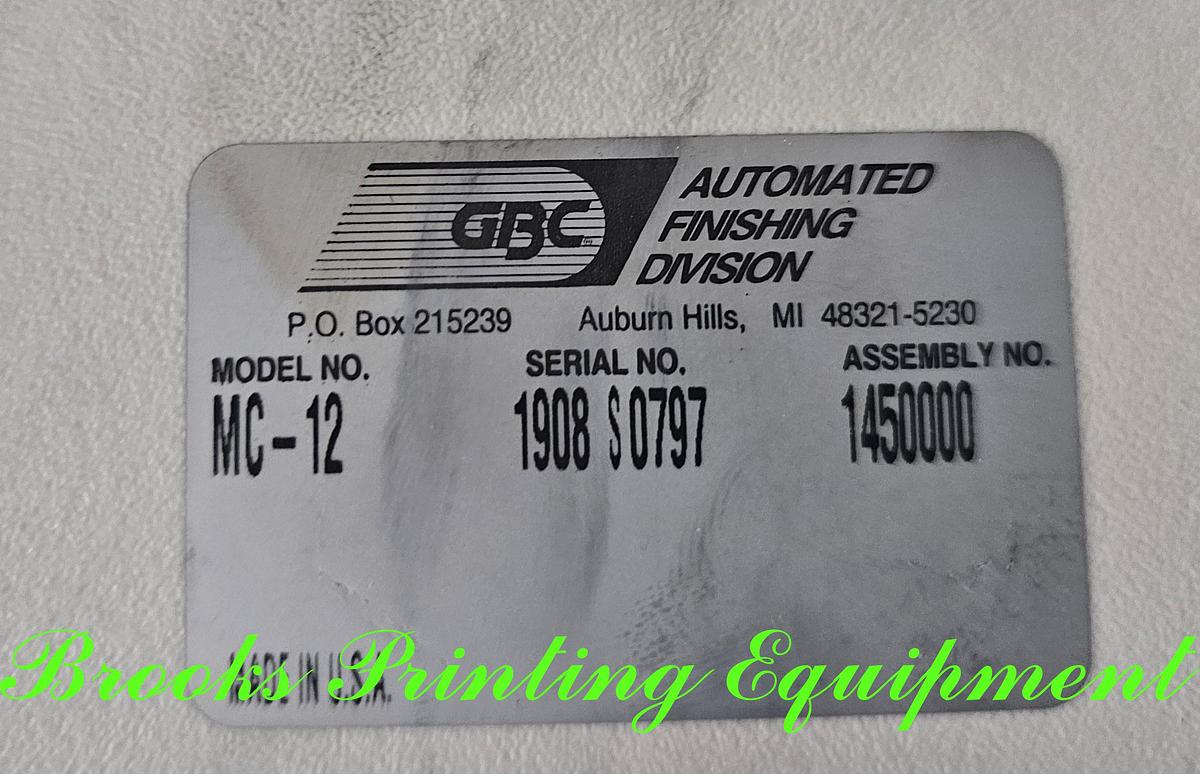 GBC
AUTOMATED
FINISHING
DIVISION
P.O. Box 215239 Auburn Hills, MI 48321-5230
MODEL NO. SERIAL NO. ASSEMBLY NO.
MC-12 1908 S0797 1450000
MADE IN U.S.A.
Brooks Printing Equipment